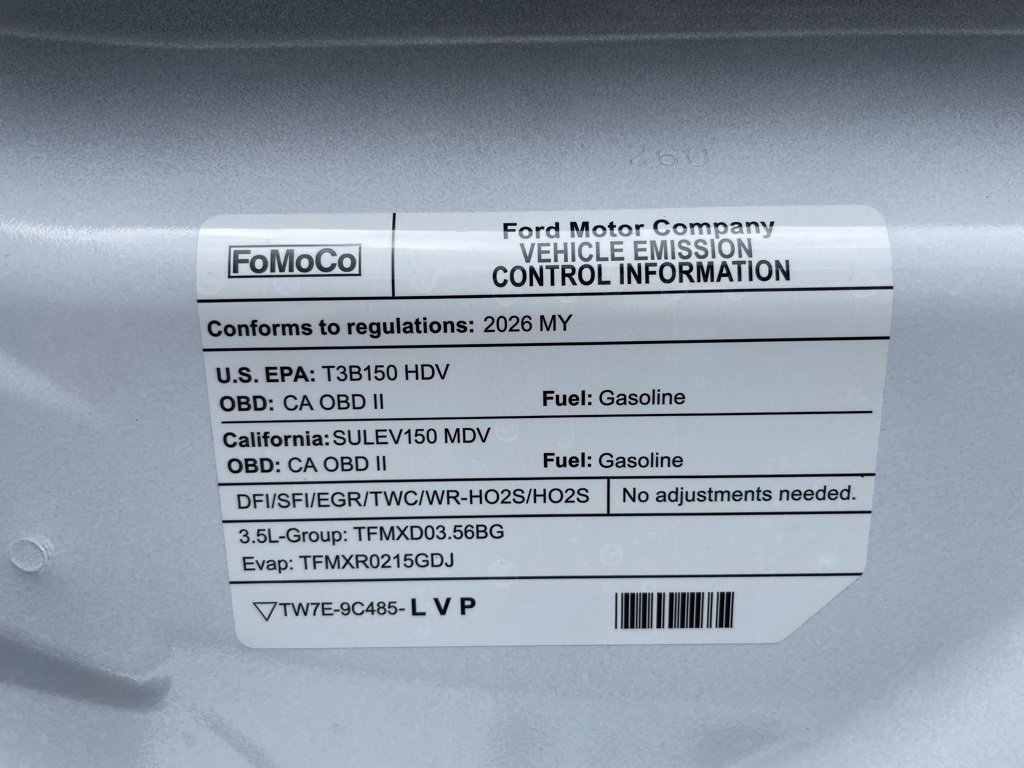 260
FoMoCo
Ford Motor Company
VEHICLE EMISSION
CONTROL INFORMATION
Conforms to regulations: 2026 MY
U.S. EPA: T3B150 HDV
OBD: CA OBD II Fuel: Gasoline
California: SULEV150 MDV
OBD: CA OBD II Fuel: Gasoline
DFI/SFI/EGR/TWC/WR-HO2S/HO2S No adjustments needed.
3.5L-Group: TFMXD03.56BG
Evap: TFMXR0215GDJ
TW7E-9C485- L V P